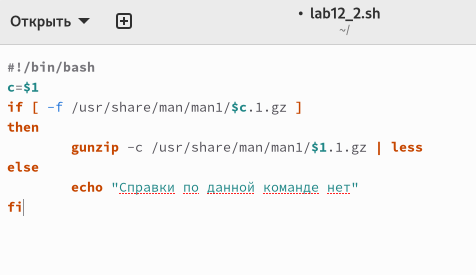 Открыть
• lab12_2.sh
~/
#!/bin/bash
c=$1
if [ -f /usr/share/man/man1/$c.1.gz ]
then
gunzip -c /usr/share/man/man1/$1.1.gz | less
else
echo "Справки по данной команде нет"
fi